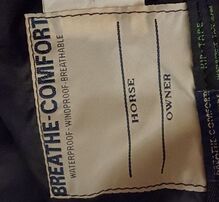 BREATHE-COMFORT
WATERPROOF-WINDPROOF-BREATHABLE
HORSE
OWNER